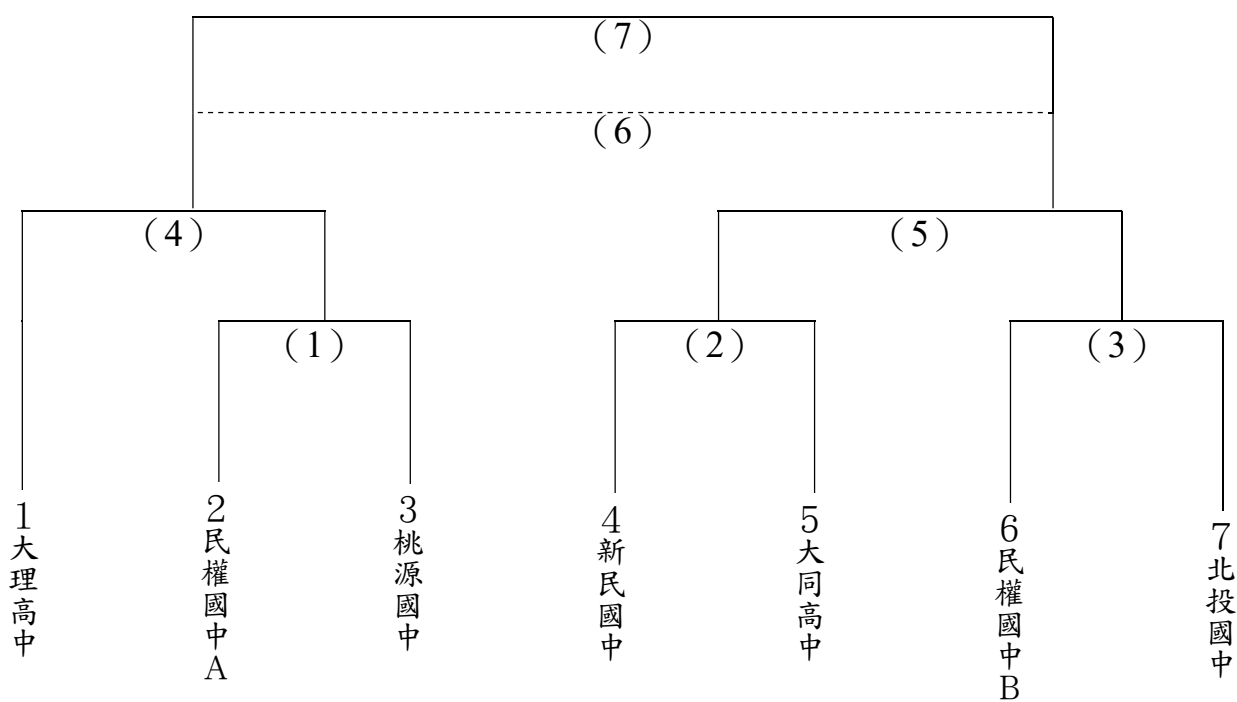 (7)
(6)
(4)
(5)
(1)
(2)
(3)
1大理高中
2民權國中A
3桃源國中
4新民國中
5大同高中
6民權國中B
7北投國中